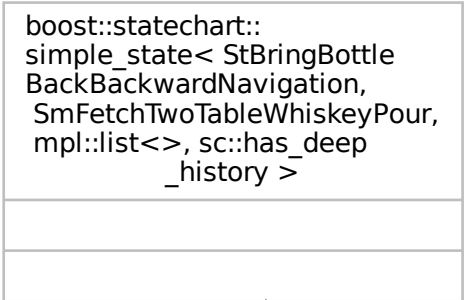 boost::statechart::
simple_state< StBringBottle
BackBackwardNavigation,
SmFetchTwoTableWhiskeyPour,
mpl::list<>, sc::has_deep
_history >